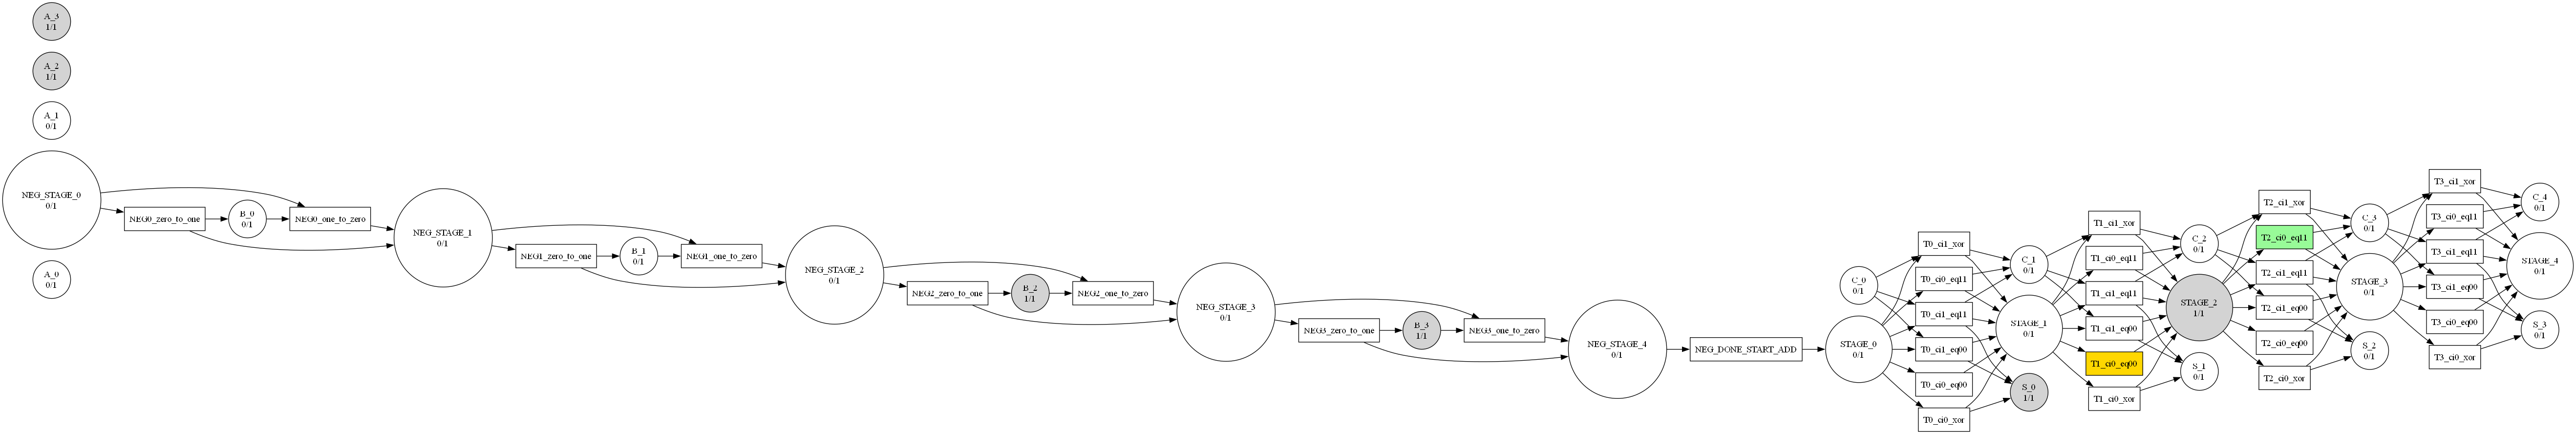 A_3
1/1
A_2
1/1
A_1
0/1
NEG_STAGE_0
0/1
A_0
0/1
NEG0_zero_to_one
B_0
0/1
NEG0_one_to_zero
NEG_STAGE_1
0/1
NEG1_zero_to_one
B_1
0/1
NEG1_one_to_zero
NEG_STAGE_2
0/1
NEG2_zero_to_one
B_2
1/1
NEG2_one_to_zero
NEG_STAGE_3
0/1
NEG3_zero_to_one
B_3
1/1
NEG3_one_to_zero
NEG_STAGE_4
0/1
NEG_DONE_START_ADD
C_0
0/1
STAGE_0
0/1
T0_ci1_xor
T0_ci0_eq11
T0_ci1_eq11
T0_ci1_eq00
T0_ci0_eq00
T0_ci0_xor
C_1
0/1
STAGE_1
0/1
S_0
1/1
T1_ci1_xor
T1_ci0_eq11
T1_ci1_eq11
T1_ci1_eq00
T1_ci0_eq00
T1_ci0_xor
C_2
0/1
STAGE_2
1/1
S_1
0/1
T2_ci1_xor
T2_ci0_eq11
T2_ci1_eq11
T2_ci1_eq00
T2_ci0_eq00
T2_ci0_xor
C_3
0/1
STAGE_3
0/1
S_2
0/1
T3_ci1_xor
T3_ci0_eq11
T3_ci1_eq11
T3_ci1_eq00
T3_ci0_eq00
T3_ci0_xor
C_4
0/1
STAGE_4
0/1
S_3
0/1